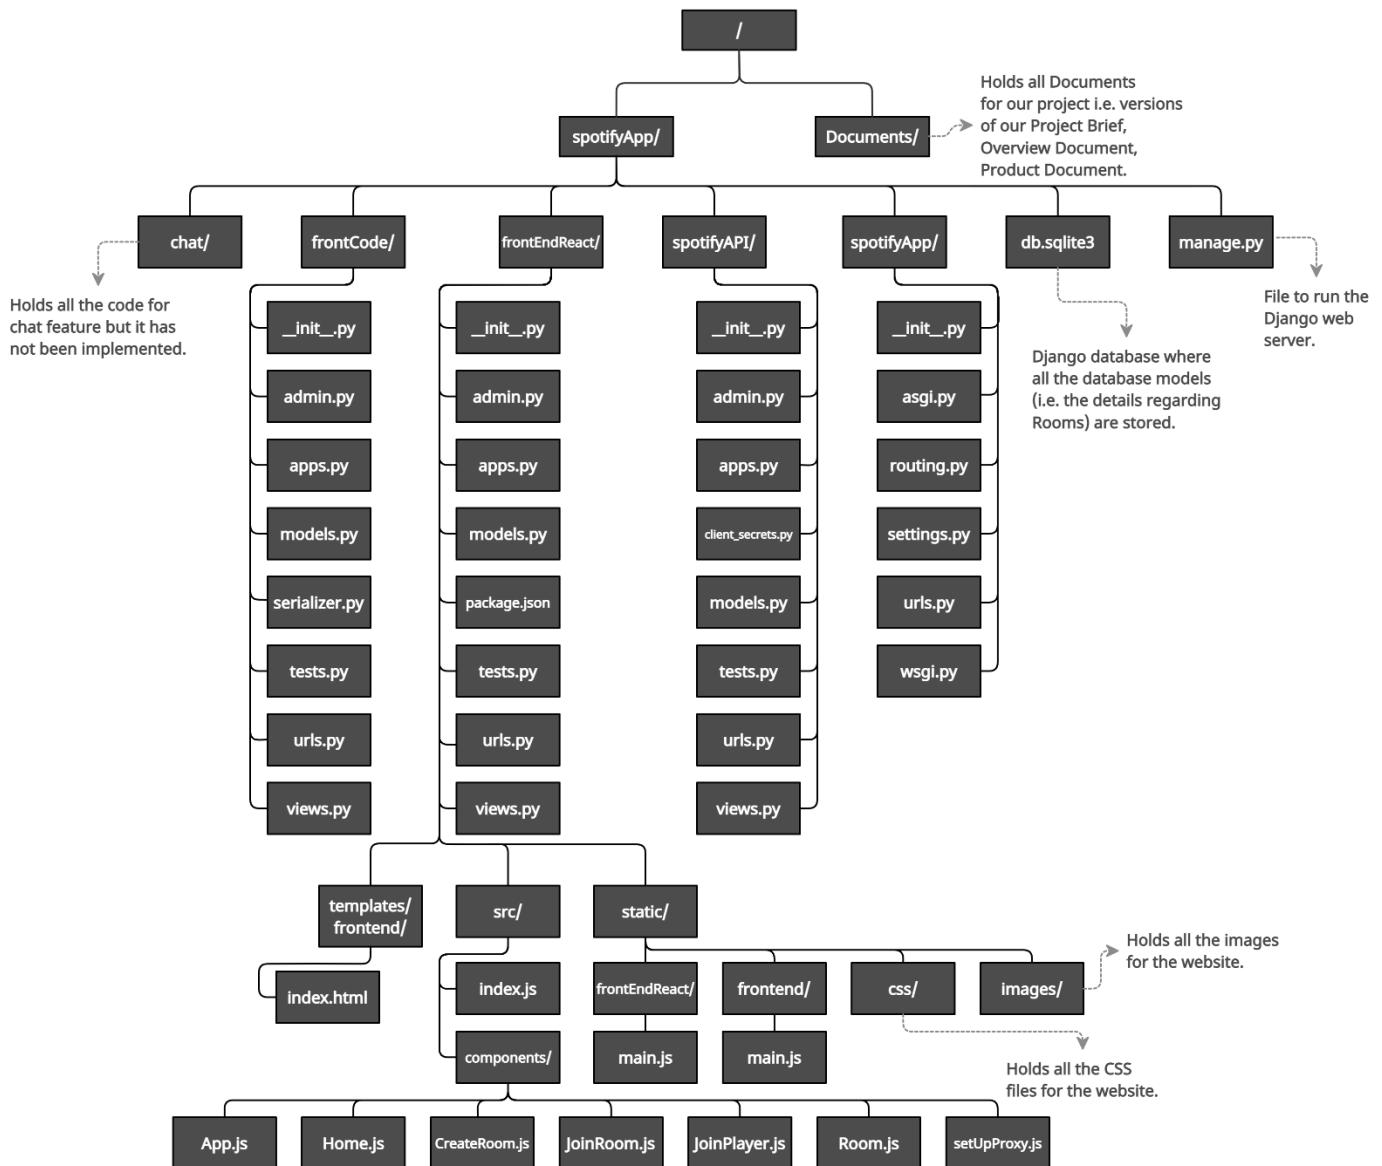 /
Holds all Documents
for our project i.e. versions
of our Project Brief,
Overview Document,
Product Document.
spotifyApp/
Documents/
chat/
frontCode/
frontEndReact/
spotifyAPI/
spotifyApp/
db.sqlite3
manage.py
Holds all the code for
chat feature but it has
not been implemented.
File to run the
Django web
server.
Django database where
all the database models
(i.e. the details regarding
Rooms) are stored.
__init__.py
admin.py
apps.py
models.py
serializer.py
tests.py
urls.py
views.py
__init__.py
admin.py
apps.py
models.py
package.json
tests.py
urls.py
views.py
__init__.py
admin.py
apps.py
client_secrets.py
models.py
tests.py
urls.py
views.py
__init__.py
asgi.py
routing.py
settings.py
urls.py
wsgi.py
templates/
frontend/
src/
static/
index.html
index.js
components/
frontEndReact/
frontend/
css/
images/
Holds all the images
for the website.
main.js
main.js
Holds all the CSS
files for the website.
App.js
Home.js
CreateRoom.js
JoinRoom.js
JoinPlayer.js
Room.js
setUpProxy.js